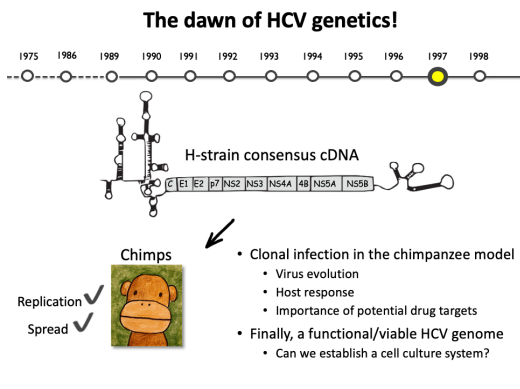 The dawn of HCV genetics!
1975 1986 1989 1990 1991 1992 1993 1994 1995 1996 1997 1998
H-strain consensus cDNA
C E1 E2 p7 NS2 NS3 NS4A 4B NS5A NS5B
Chimps
Replication ✓
Spread ✓
• Clonal infection in the chimpanzee model
• Virus evolution
• Host response
• Importance of potential drug targets
• Finally, a functional/viable HCV genome
• Can we establish a cell culture system?